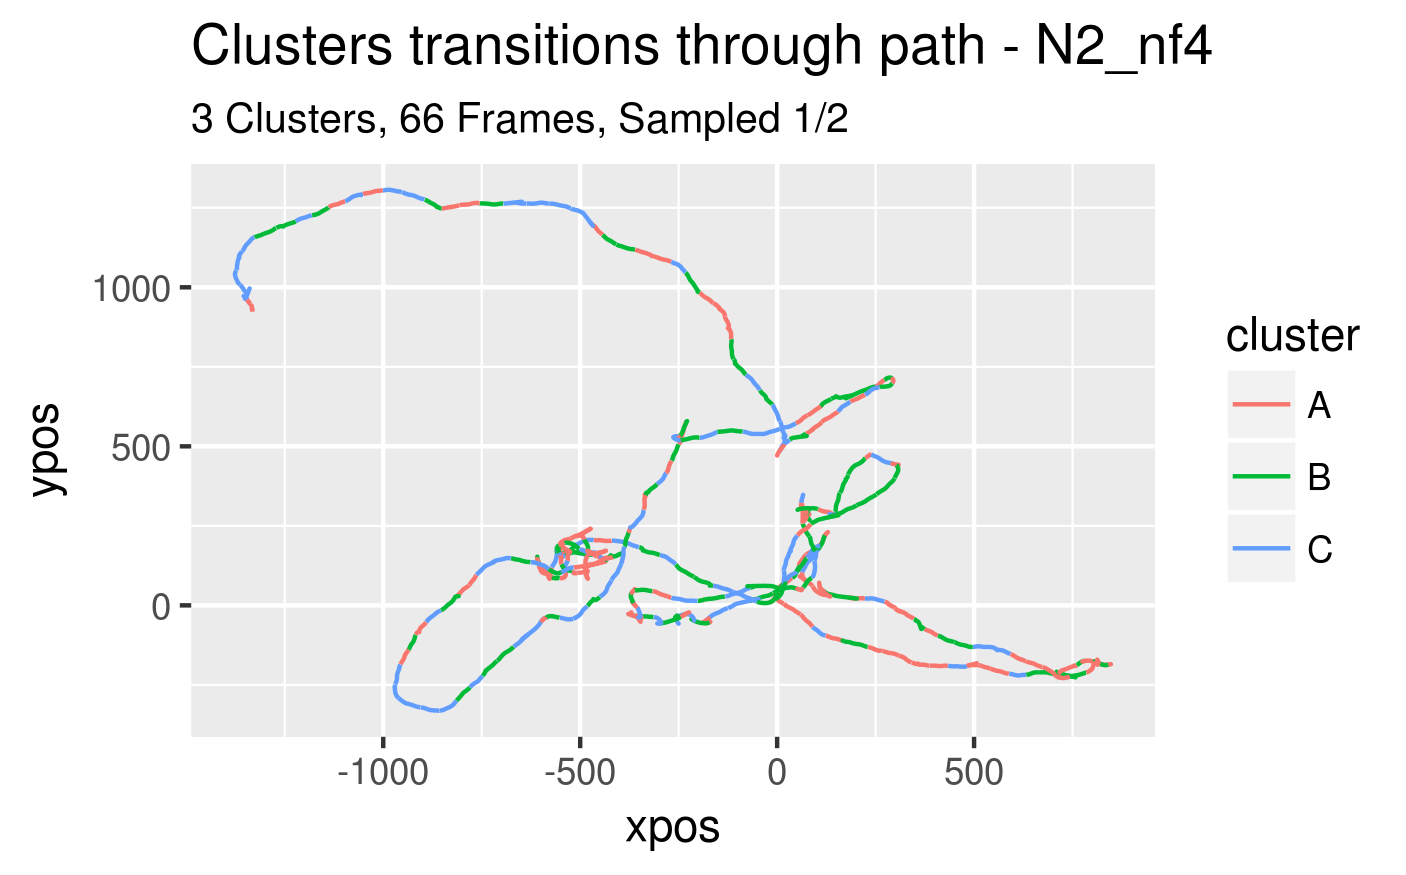 Clusters transitions through path - N2_nf4
3 Clusters, 66 Frames, Sampled 1/2
1000
500
0
ypos
-1000
-500
0
500
xpos
cluster
A
B
C